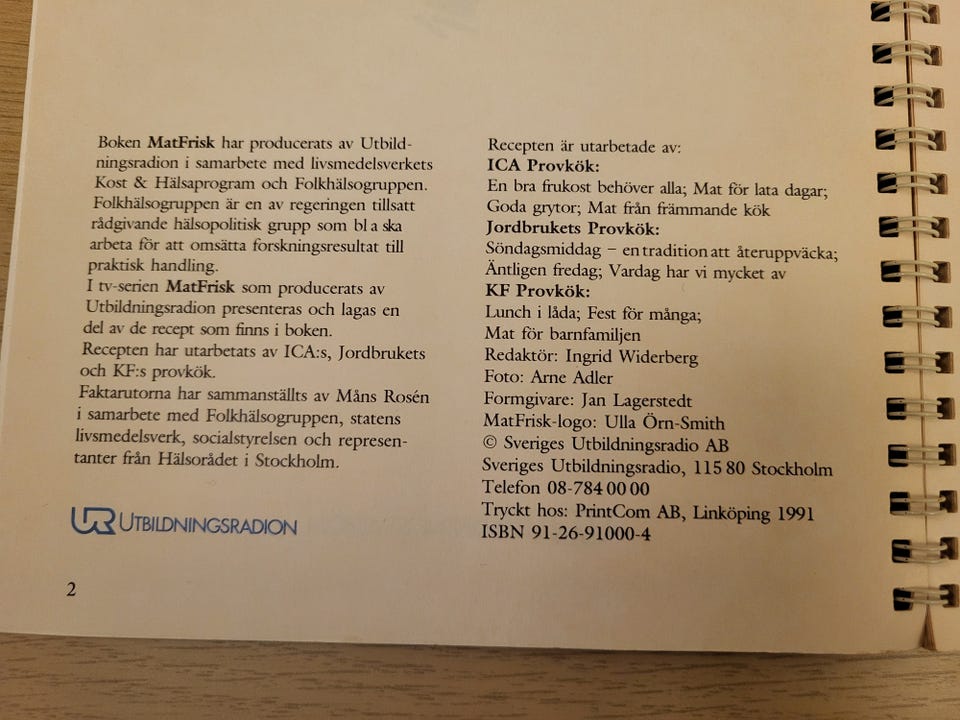 Boken MatFrisk har producerats av Utbild-
ningsradion i samarbete med livsmedelsverkets
Kost & Hälsaprogram och Folkhälsogruppen.
Folkhälsogruppen är en av regeringen tillsatt
rådgivande hälsopolitisk grupp som bl a ska
arbeta för att omsätta forskningsresultat till
praktisk handling.
I tv-serien MatFrisk som producerats av
Utbildningsradion presenteras och lagas en
del av de recept som finns i boken.
Recepten har utarbetats av ICA:s, Jordbrukets
och KF:s provkök.
Faktarutorna har sammanställts av Måns Rosén
i samarbete med Folkhälsogruppen, statens
livsmedelsverk, socialstyrelsen och represen-
tanter från Hälsorådet i Stockholm.
UR UTBILDNINGSRADION
2
Recepten är utarbetade av:
ICA Provkök:
En bra frukost behöver alla; Mat för lata dagar;
Goda grytor; Mat från främmande kök
Jordbrukets Provkök:
Söndagsmiddag – en tradition att återuppväcka;
Äntligen fredag; Vardag har vi mycket av
KF Provkök:
Lunch i låda; Fest för många;
Mat för barnfamiljen
Redaktör: Ingrid Widerberg
Foto: Arne Adler
Formgivare: Jan Lagerstedt
MatFrisk-logo: Ulla Örn-Smith
© Sveriges Utbildningsradio AB
Sveriges Utbildningsradio, 115 80 Stockholm
Telefon 08-784 00 00
Tryckt hos: PrintCom AB, Linköping 1991
ISBN 91-26-91000-4